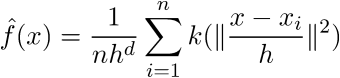 \hat{f}(x) = \frac{1}{nh^d} \sum_{i=1}^{n} k(\| \frac{x - x_i}{h} \|^2)